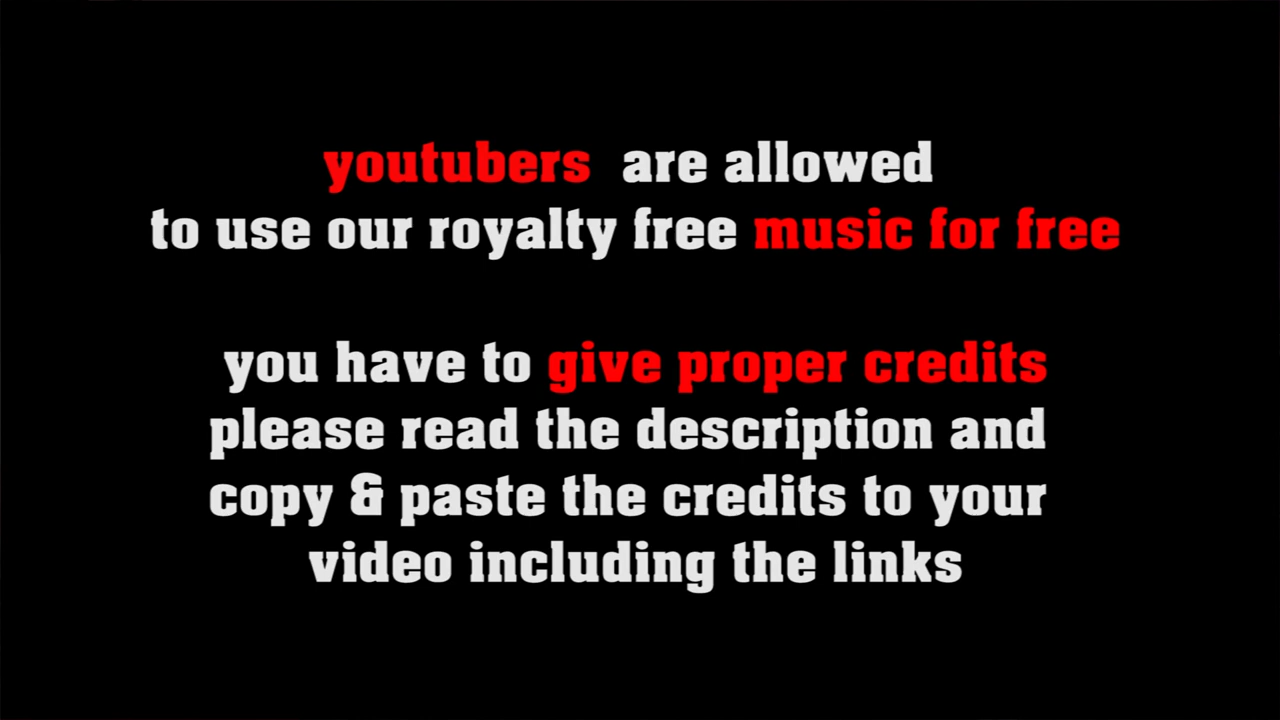 youtubers are allowed
to use our royalty free music for free
you have to give proper credits
please read the description and
copy & paste the credits to your
video including the links